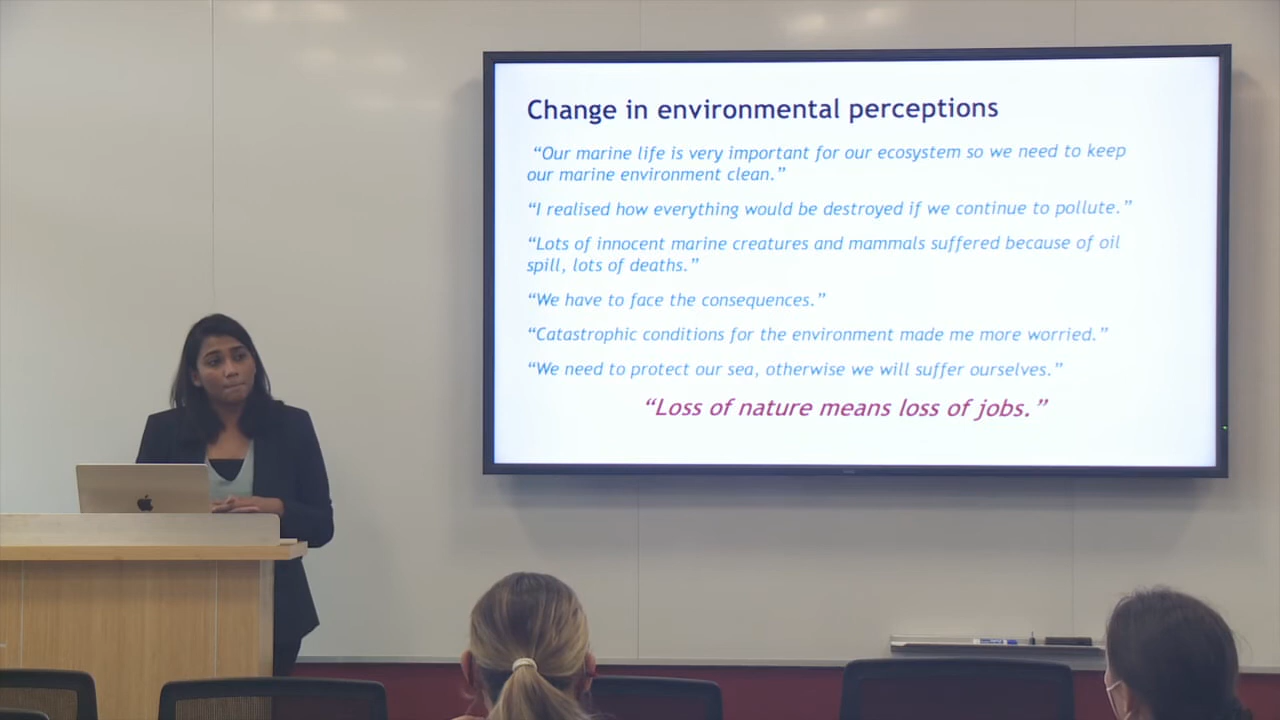 Change in environmental perceptions
“Our marine life is very important for our ecosystem so we need to keep
our marine environment clean.”
“I realised how everything would be destroyed if we continue to pollute.”
“Lots of innocent marine creatures and mammals suffered because of oil
spill, lots of deaths.”
“We have to face the consequences.”
“Catastrophic conditions for the environment made me more worried.”
“We need to protect our sea, otherwise we will suffer ourselves.”
“Loss of nature means loss of jobs.”